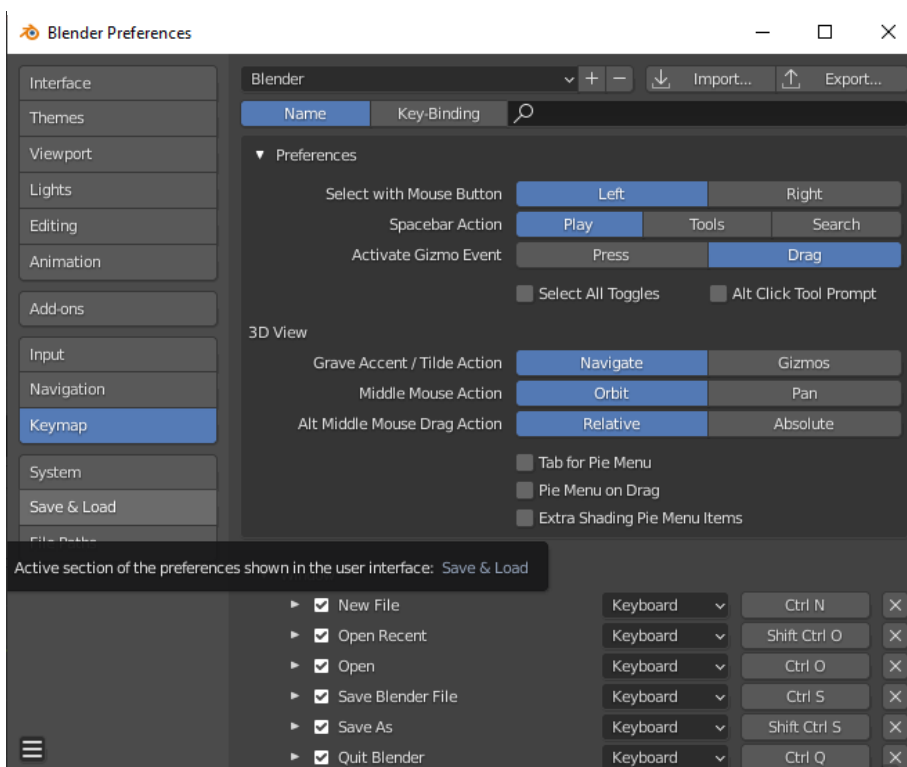 Blender Preferences
Interface
Themes
Viewport
Lights
Editing
Animation
Add-ons
Input
Navigation
Keymap
System
Save & Load
File Paths
Active section of the preferences shown in the user interface: Save & Load
Blender
Import...
Export...
Name Key-Binding
Preferences
Select with Mouse Button Left Right
Spacebar Action Play Tools Search
Activate Gizmo Event Press Drag
Select All Toggles Alt Click Tool Prompt
3D View
Grave Accent / Tilde Action Navigate Gizmos
Middle Mouse Action Orbit Pan
Alt Middle Mouse Drag Action Relative Absolute
Tab for Pie Menu
Pie Menu on Drag
Extra Shading Pie Menu Items
New File Keyboard Ctrl N
Open Recent Keyboard Shift Ctrl O
Open Keyboard Ctrl O
Save Blender File Keyboard Ctrl S
Save As Keyboard Shift Ctrl S
Quit Blender Keyboard Ctrl Q